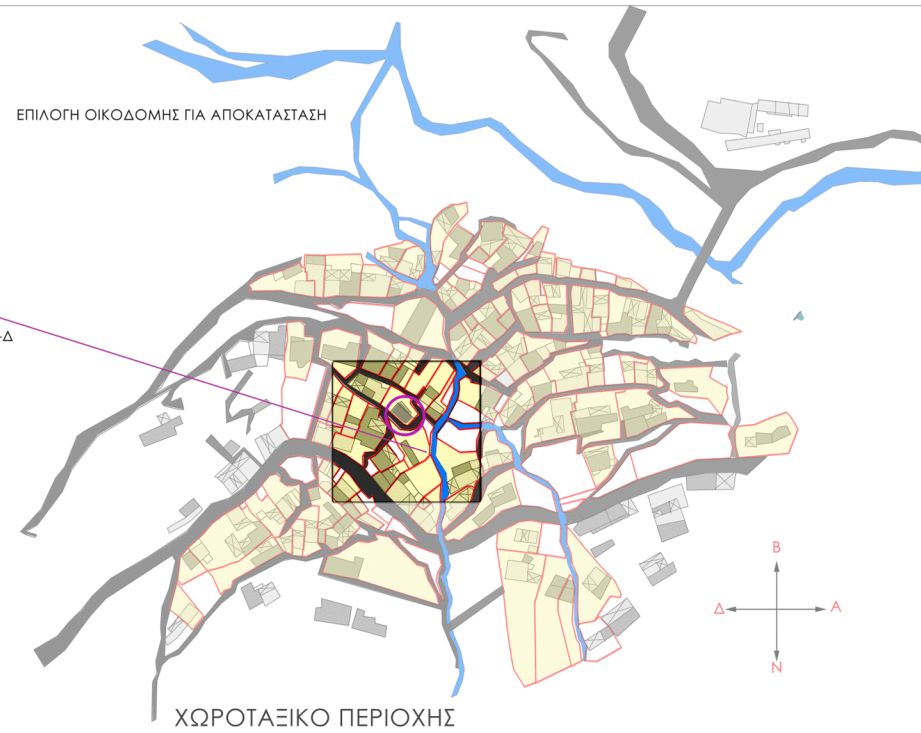 ΕΠΙΛΟΓΗ ΟΙΚΟΔΟΜΗΣ ΓΙΑ ΑΠΟΚΑΤΑΣΤΑΣΗ
-Δ
Β
Δ Α
Ν
ΧΩΡΟΤΑΞΙΚΟ ΠΕΡΙΟΧΗΣ